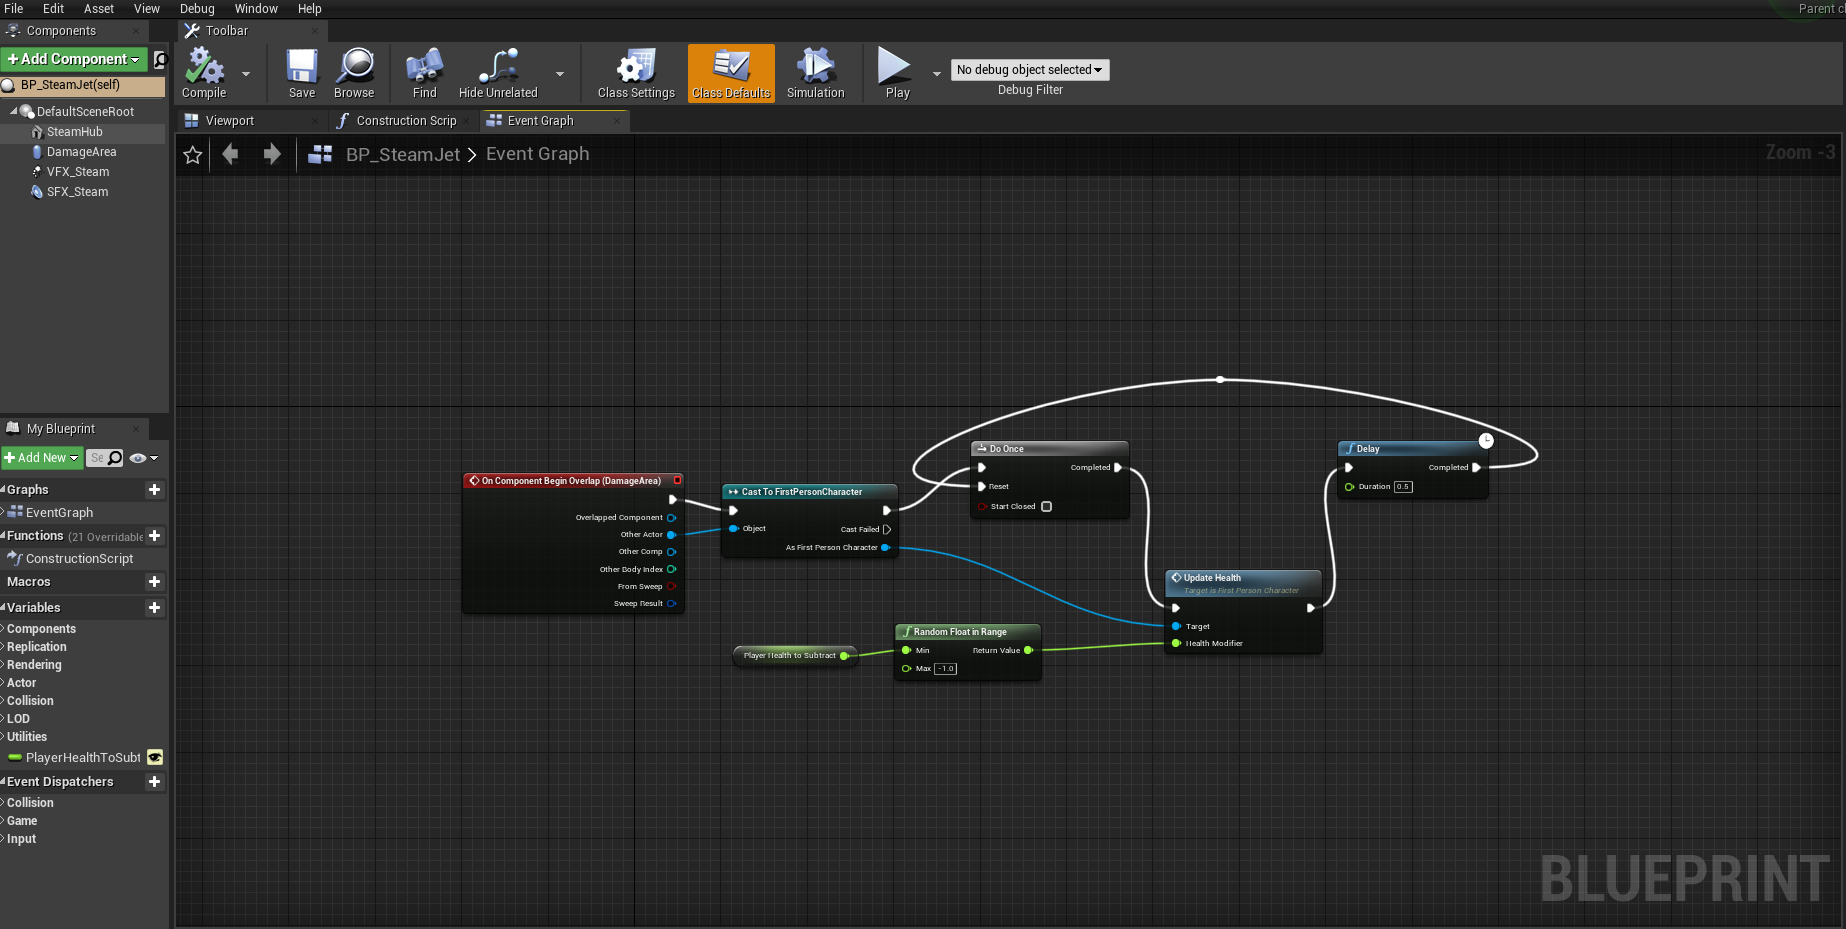 File Edit Asset View Debug Window Help
Parent cl
Components
Toolbar
Add Component
BP_SteamJet(self)
DefaultSceneRoot
SteamHub
DamageArea
VFX_Steam
SFX_Steam
Compile
Save
Browse
Find
Hide Unrelated
Class Settings
Class Defaults
Simulation
Play
No debug object selected
Debug Filter
Viewport
Construction Scrip
Event Graph
BP_SteamJet > Event Graph
Zoom -3
My Blueprint
Add New
Se
Graphs
EventGraph
Functions (21 Overridable
ConstructionScript
Macros
Variables
Components
Replication
Rendering
Actor
Collision
LOD
Utilities
PlayerHealthToSubt
Event Dispatchers
Collision
Game
Input
On Component Begin Overlap (DamageArea)
Overlapped Component
Other Actor
Other Comp
Other Body Index
From Sweep
Sweep Result
Cast To FirstPersonCharacter
Object
Cast Failed
As First Person Character
Do Once
Completed
Reset
Start Closed
Player Health to Subtract
Random Float in Range
Min
Return Value
Max -1.0
Update Health
Target is First Person Character
Target
Health Modifier
Delay
Completed
Duration 0.5
BLUEPRINT